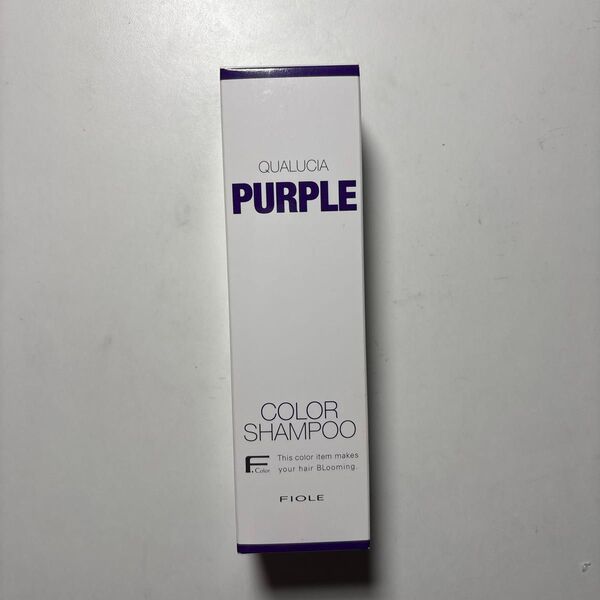 QUALUCIA
PURPLE
COLOR
SHAMPOO
F.Color This color item makes
your hair BLooming.
FIOLE